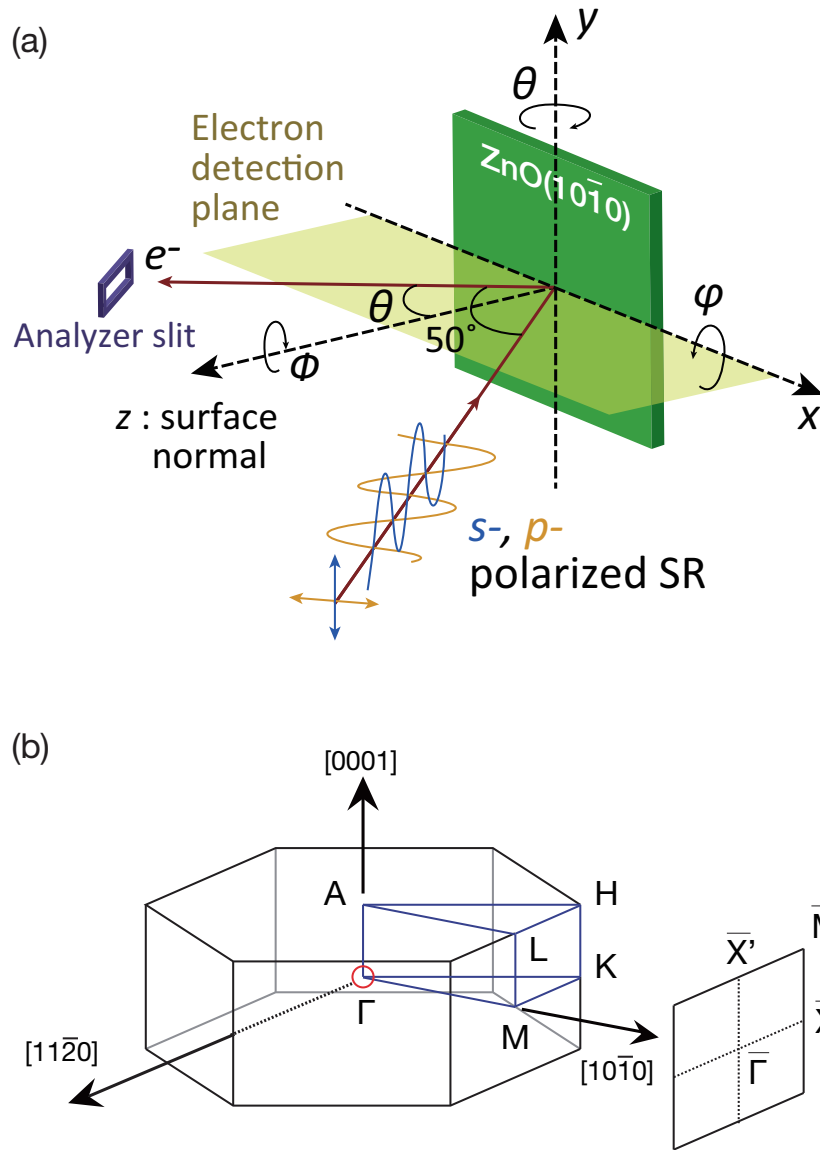 (a)
y
θ
Electron
detection
plane
ZnO(101̅0)
e-
θ
50°
φ
Analyzer slit
Φ
x
z : surface
normal
s-, p-
polarized SR
(b)
[0001]
A
H
L
K
Γ
M
X̅'
Γ̅
[112̅0]
[101̅0]